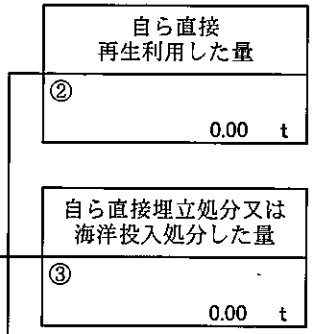 自ら直接
再生利用した量
②
0.00 t
自ら直接埋立処分又は
海洋投入処分した量
③
0.00 t